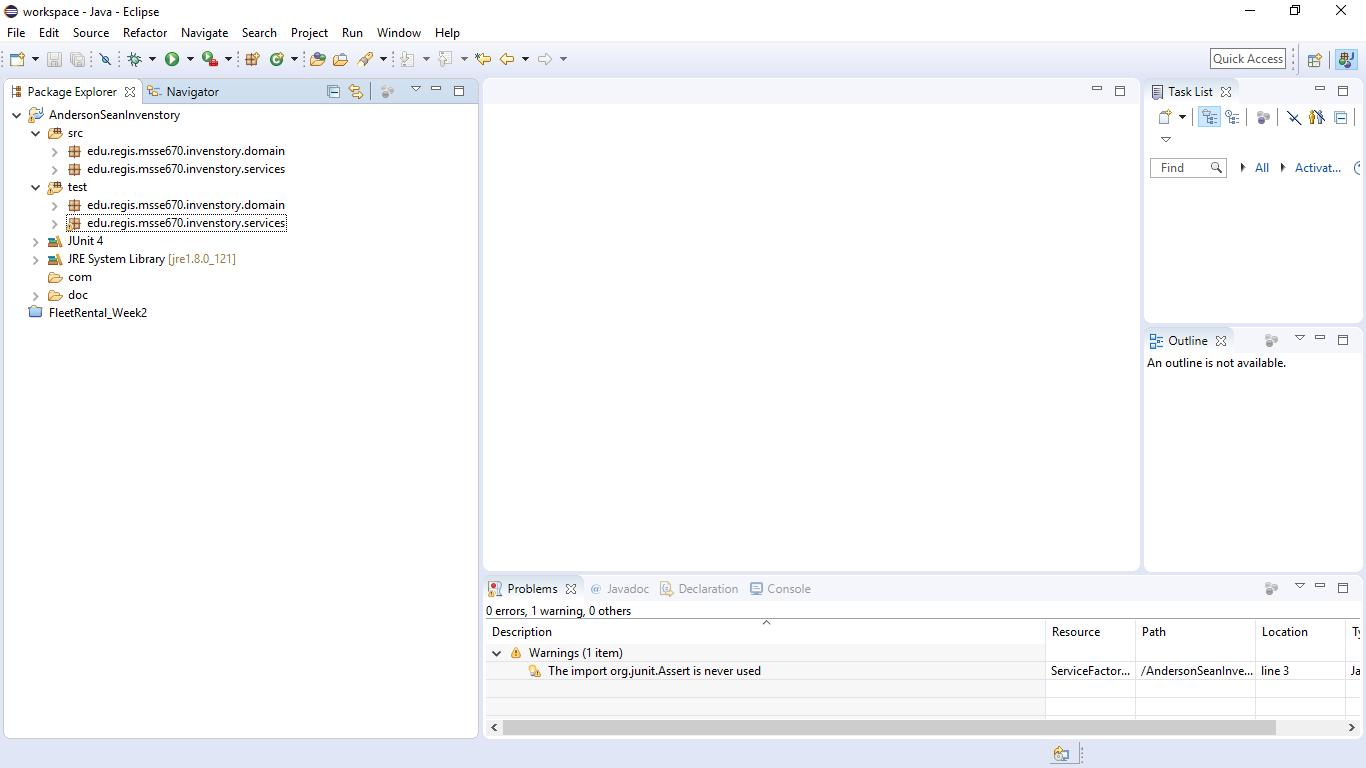 workspace - Java - Eclipse
File Edit Source Refactor Navigate Search Project Run Window Help
Quick Access
Package Explorer Navigator
AndersonSeanInvenstory
src
edu.regis.msse670.invenstory.domain
edu.regis.msse670.invenstory.services
test
edu.regis.msse670.invenstory.domain
edu.regis.msse670.invenstory.services
JUnit 4
JRE System Library [jre1.8.0_121]
com
doc
FleetRental_Week2
Task List
Find All Activat...
Outline
An outline is not available.
Problems @ Javadoc Declaration Console
0 errors, 1 warning, 0 others
Description Resource Path Location Ty
Warnings (1 item)
The import org.junit.Assert is never used ServiceFactor... /AndersonSeanInve... line 3 Ja